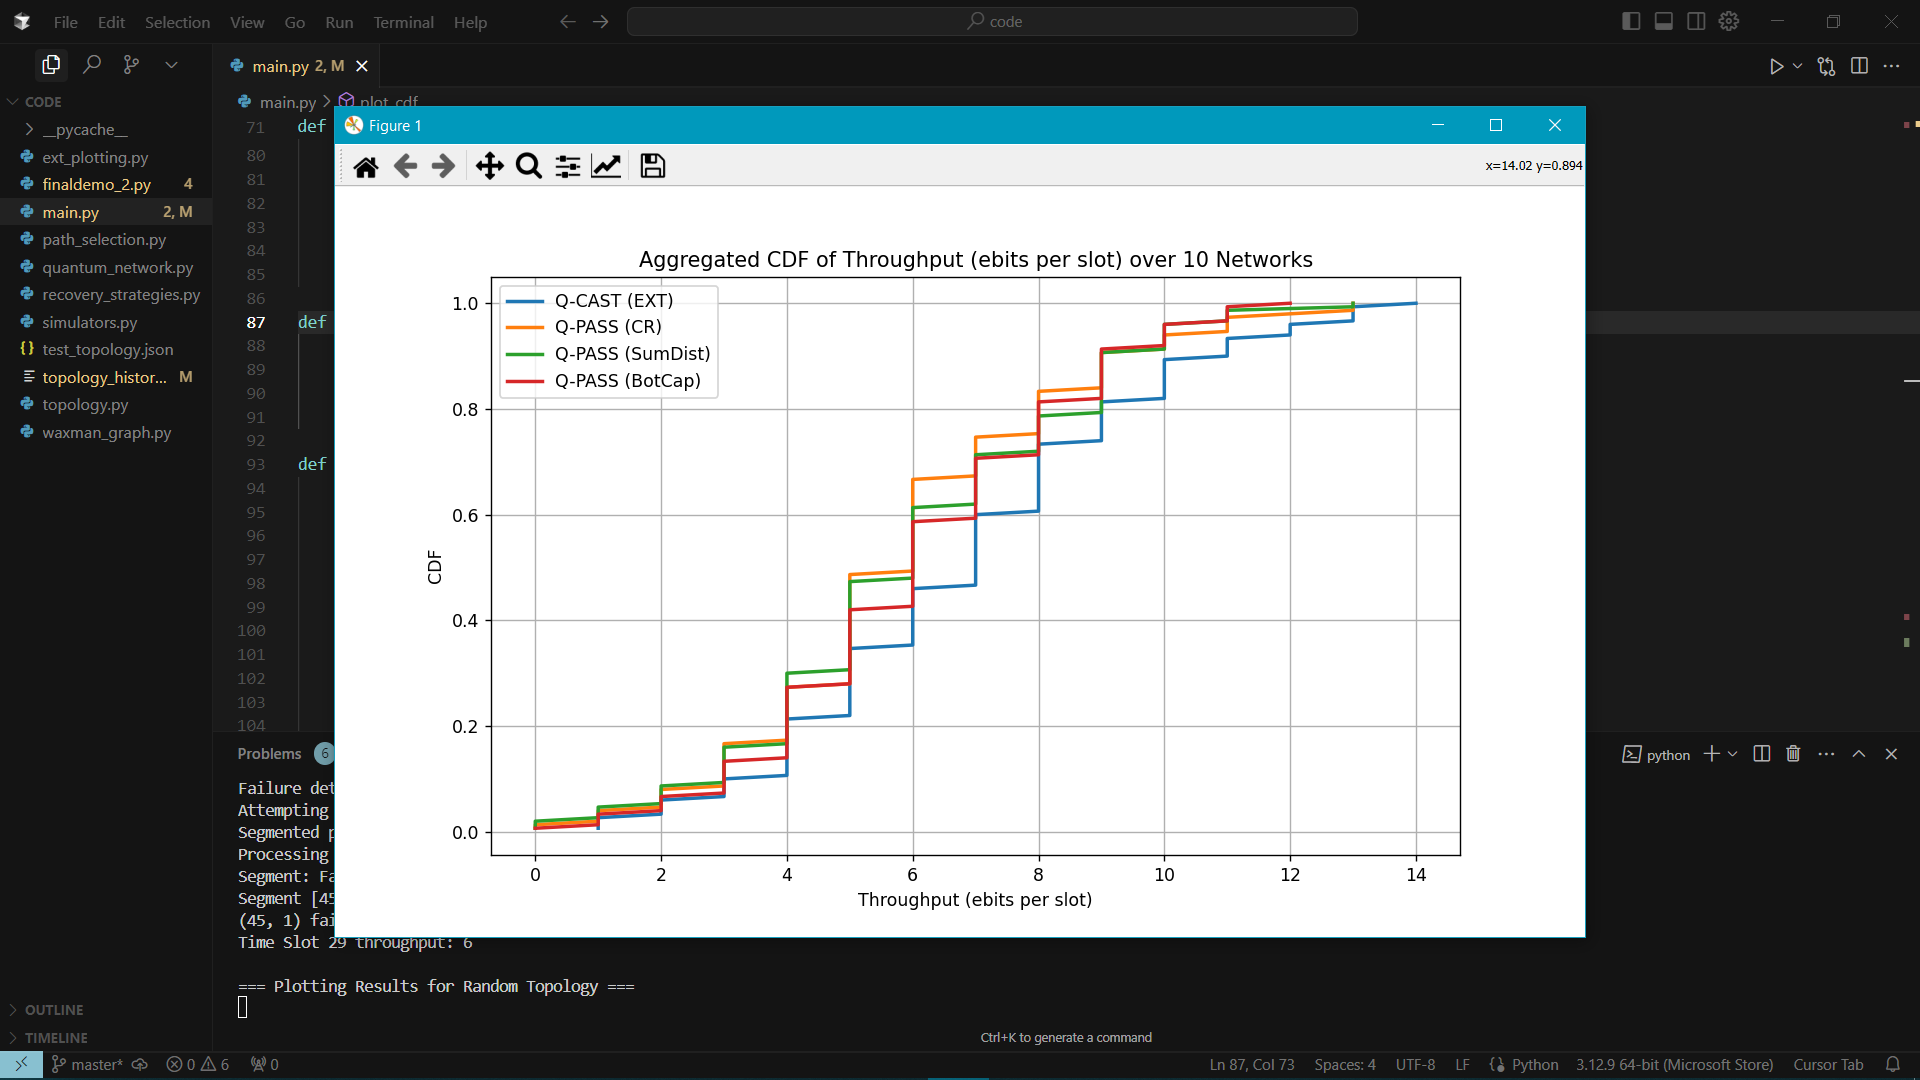 File Edit Selection View Go Run Terminal Help
code
main.py 2, M
CODE
main.py > plot_cdf
__pycache__
ext_plotting.py
finaldemo_2.py 4
main.py 2, M
path_selection.py
quantum_network.py
recovery_strategies.py
simulators.py
test_topology.json
topology_histor... M
topology.py
waxman_graph.py
71 def
80
81
82
83
84
85
86
87 def
88
89
90
91
92
93 def
94
95
96
97
98
99
100
101
102
103
104
Figure 1
x=14.02 y=0.894
Aggregated CDF of Throughput (ebits per slot) over 10 Networks
Q-CAST (EXT)
Q-PASS (CR)
Q-PASS (SumDist)
Q-PASS (BotCap)
1.0
0.8
0.6
0.4
0.2
0.0
CDF
0 2 4 6 8 10 12 14
Throughput (ebits per slot)
Problems 6
python
Failure det
Attempting
Segmented p
Processing
Segment: Fa
Segment [45
(45, 1) fai
Time Slot 29 throughput: 6
=== Plotting Results for Random Topology ===
Ctrl+K to generate a command
OUTLINE
TIMELINE
master* 0 6 0
Ln 87, Col 73 Spaces: 4 UTF-8 LF Python 3.12.9 64-bit (Microsoft Store) Cursor Tab